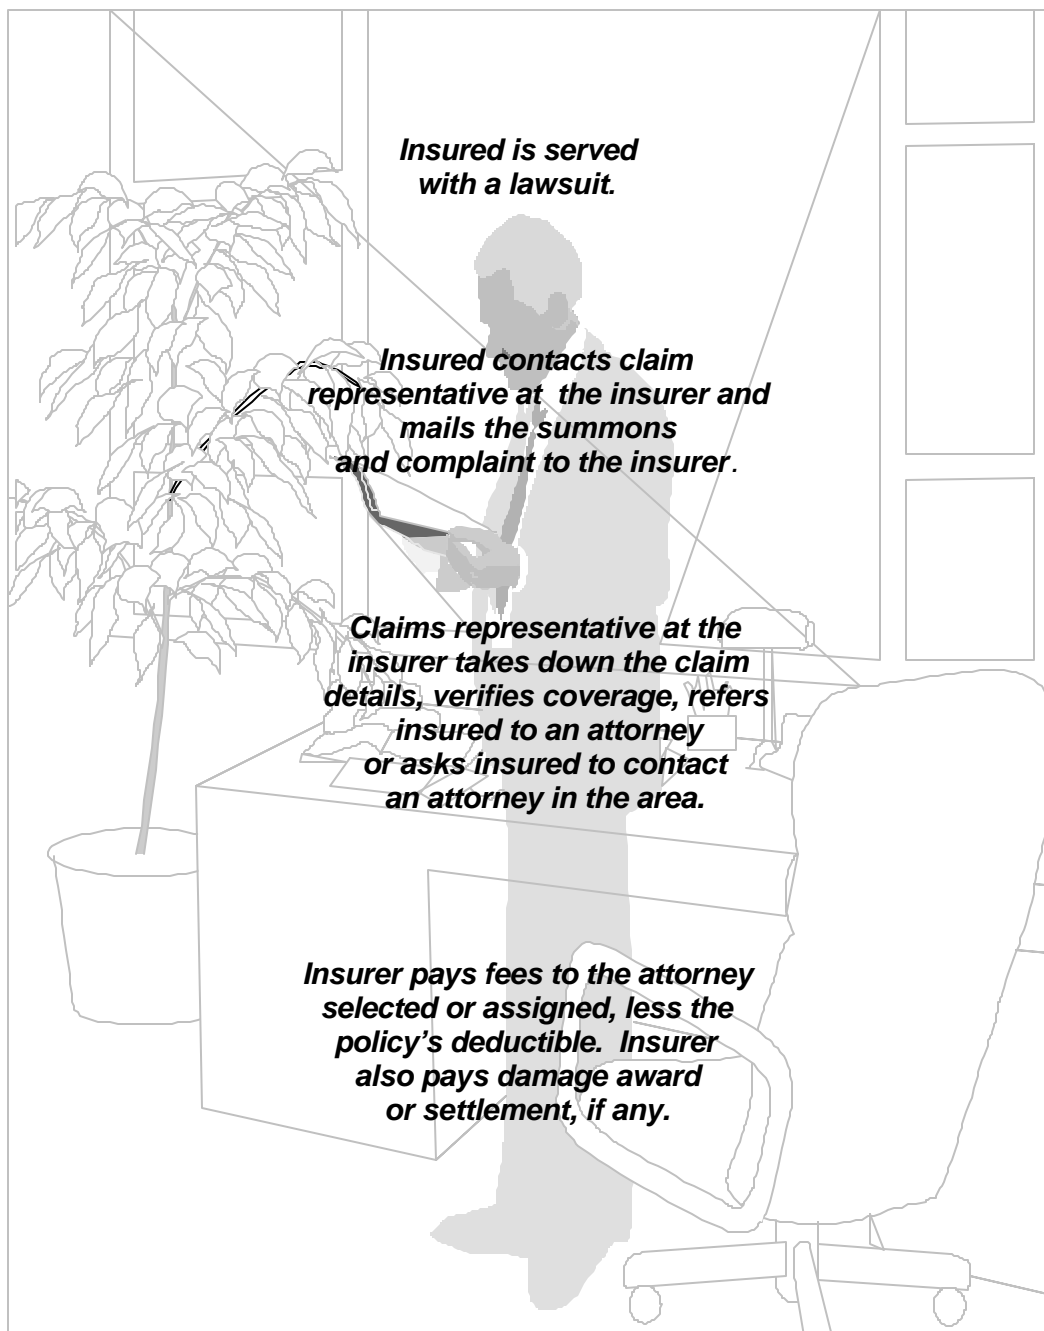 Insured is served
with a lawsuit.
Insured contacts claim
representative at  the insurer and
mails the summons
and complaint to the insurer.
Claims representative at the
insurer takes down the claim
details, verifies coverage, refers
insured to an attorney
or asks insured to contact
an attorney in the area.
Insurer pays fees to the attorney
selected or assigned, less the
policy’s deductible.  Insurer
also pays damage award
or settlement, if any.